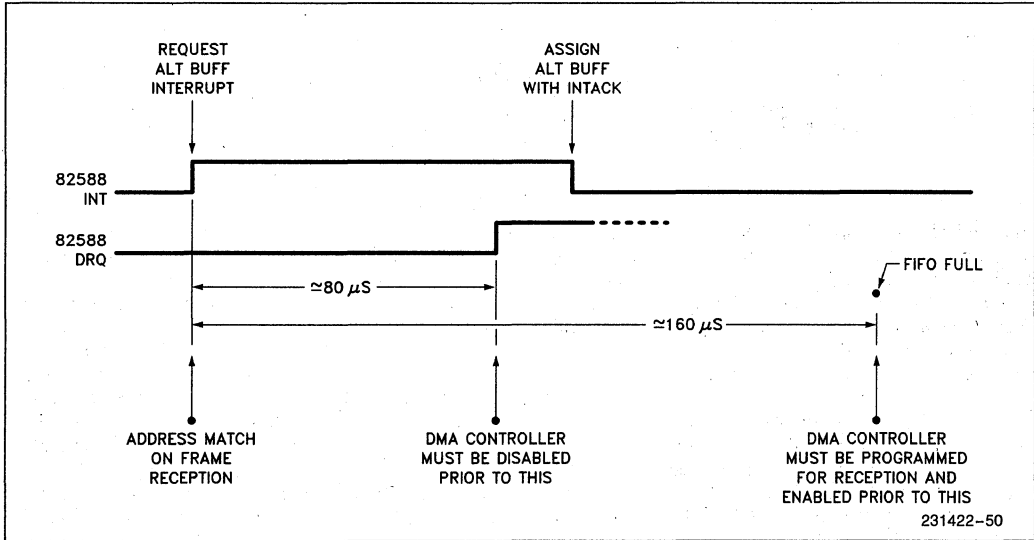 REQUEST
ALT BUFF
INTERRUPT
ASSIGN
ALT BUFF
WITH INTACK
82588
INT
82588
DRQ
FIFO FULL
≃80 μS
≃160 μS
ADDRESS MATCH
ON FRAME
RECEPTION
DMA CONTROLLER
MUST BE DISABLED
PRIOR TO THIS
DMA CONTROLLER
MUST BE PROGRAMMED
FOR RECEPTION AND
ENABLED PRIOR TO THIS
231422-50